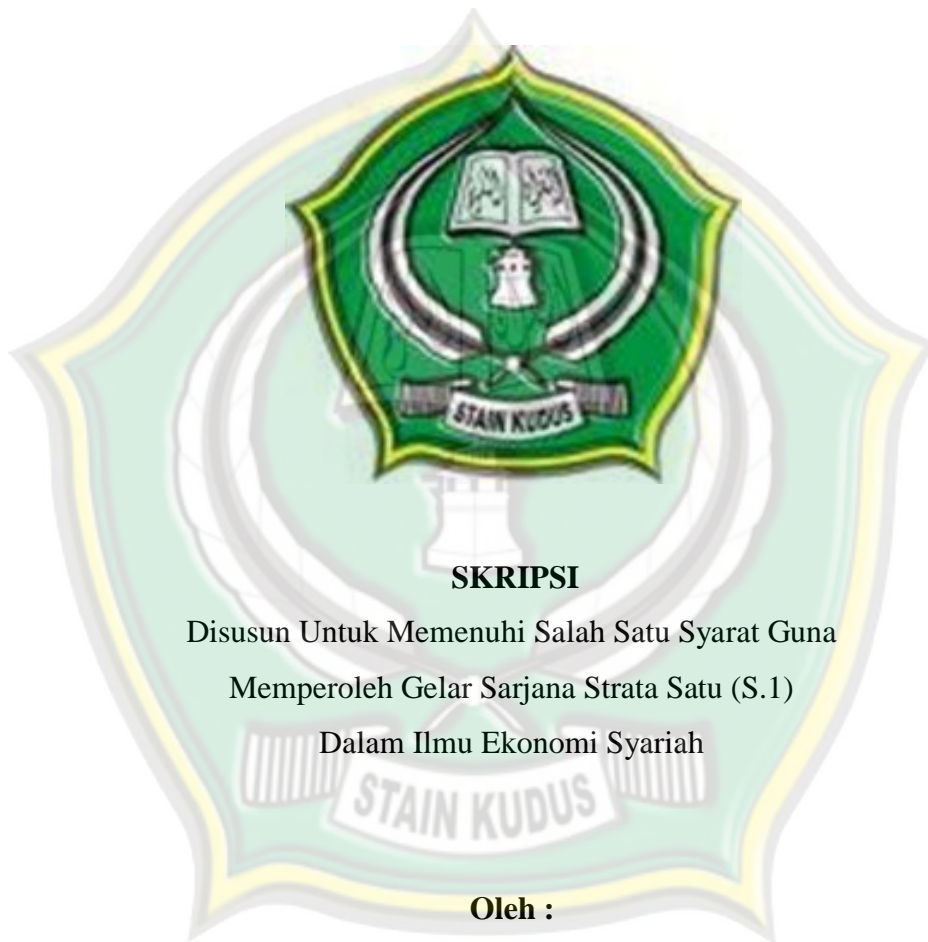 STAIN KUDUS
SKRIPSI
Disusun Untuk Memenuhi Salah Satu Syarat Guna
Memperoleh Gelar Sarjana Strata Satu (S.1)
Dalam Ilmu Ekonomi Syariah
STAIN KUDUS
Oleh :